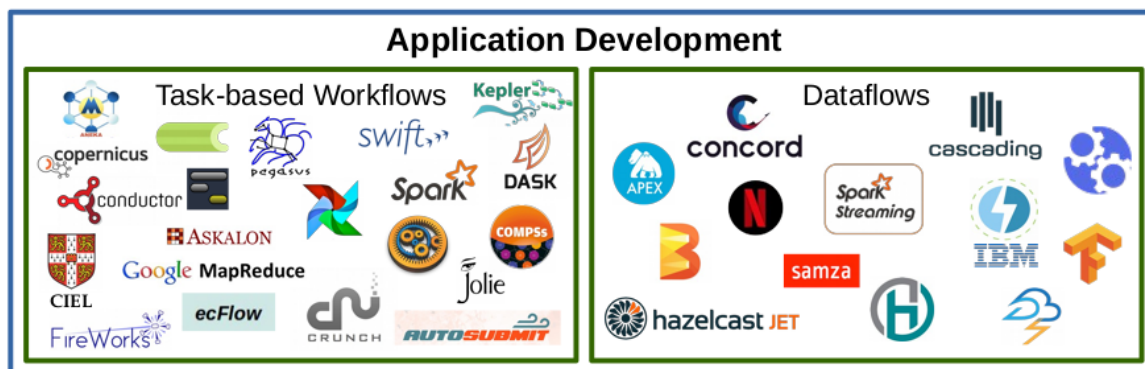 Application Development
Task-based Workflows
ANEKA
Kepler
copernicus
pegasus
swift
conductor
Spark
DASK
ASKALON
COMPSs
CIEL
Google MapReduce
Jolie
FireWorks
ecFlow
CRUNCH
AUTOSUBMIT
Dataflows
concord
cascading
APEX
N
Spark
Streaming
IBM
samza
hazelcast JET